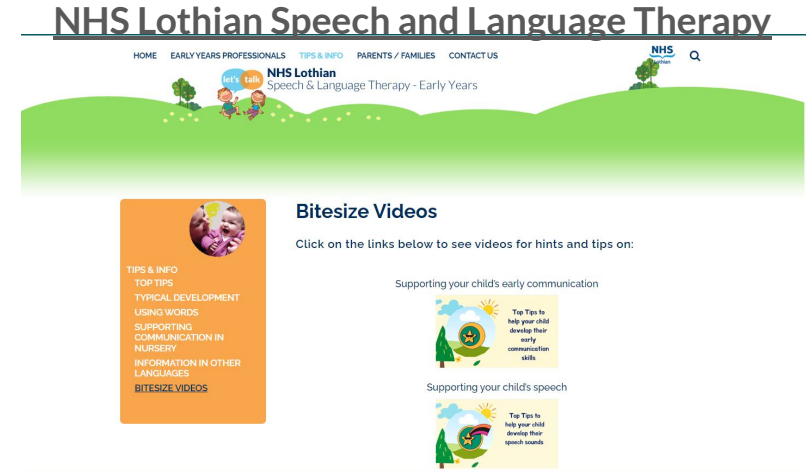 NHS Lothian Speech and Language Therapy
HOME EARLY YEARS PROFESSIONALS TIPS & INFO PARENTS / FAMILIES CONTACT US
NHS
Lothian
let's talk
NHS Lothian
Speech & Language Therapy - Early Years
TIPS & INFO
TOP TIPS
TYPICAL DEVELOPMENT
USING WORDS
SUPPORTING
COMMUNICATION IN
NURSERY
INFORMATION IN OTHER
LANGUAGES
BITESIZE VIDEOS
Bitesize Videos
Click on the links below to see videos for hints and tips on:
Supporting your child's early communication
Top Tips to
help your child
develop their
early
communication
skills
Supporting your child's speech
Top Tips to
help your child
develop their
speech sounds